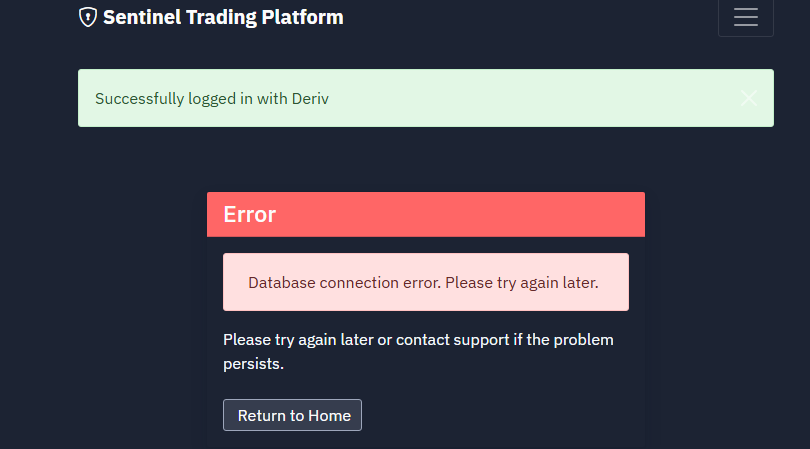 Sentinel Trading Platform
Successfully logged in with Deriv
Error
Database connection error. Please try again later.
Please try again later or contact support if the problem
persists.
Return to Home